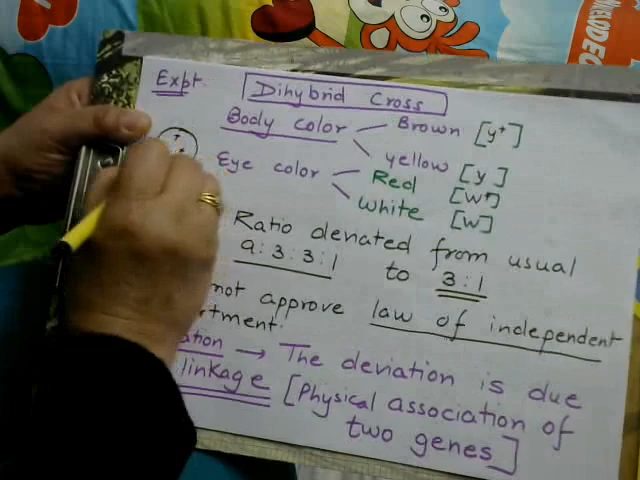 Expt.
Dihybrid Cross
Body color — Brown [y+]
yellow [y]
Eye color — Red [w+]
White [w]
Ratio deviated from usual
9:3:3:1 to 3:1
not approve law of independent
rtment.
ation → The deviation is due
linkage [Physical association of
two genes]